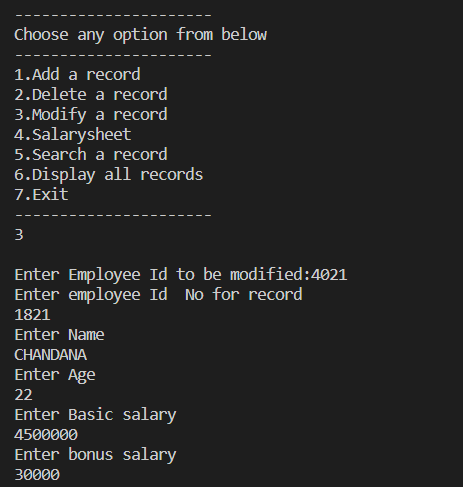 ----------------------
Choose any option from below
----------------------
1.Add a record
2.Delete a record
3.Modify a record
4.Salarysheet
5.Search a record
6.Display all records
7.Exit
----------------------
3
Enter Employee Id to be modified:4021
Enter employee Id  No for record
1821
Enter Name
CHANDANA
Enter Age
22
Enter Basic salary
4500000
Enter bonus salary
30000